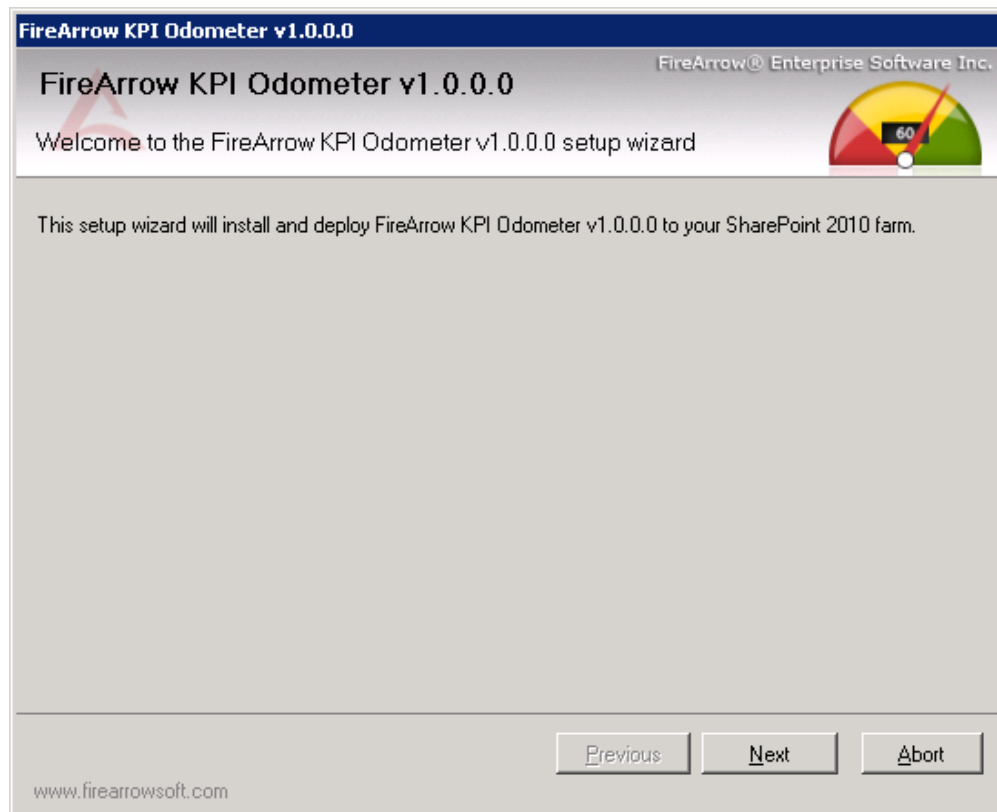 FireArrow KPI Odometer v1.0.0.0
FireArrow® Enterprise Software Inc.
FireArrow KPI Odometer v1.0.0.0
Welcome to the FireArrow KPI Odometer v1.0.0.0 setup wizard
60
This setup wizard will install and deploy FireArrow KPI Odometer v1.0.0.0 to your SharePoint 2010 farm.
Previous Next Abort
www.firearrowsoft.com